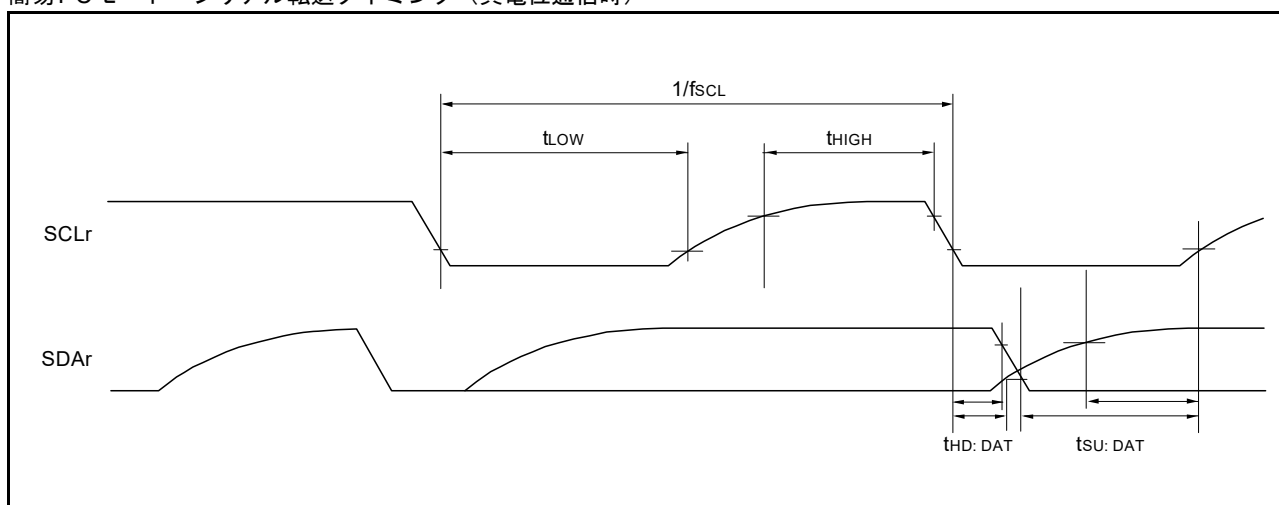 1/fSCL
tLOW
tHIGH
SCLr
SDAr
tHD: DAT
tSU: DAT